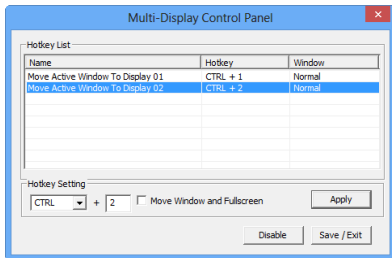 Multi-Display Control Panel
Hotkey List
Name Hotkey Window
Move Active Window To Display 01 CTRL + 1 Normal
Move Active Window To Display 02 CTRL + 2 Normal
Hotkey Setting
CTRL + 2 Move Window and Fullscreen Apply
Disable Save / Exit